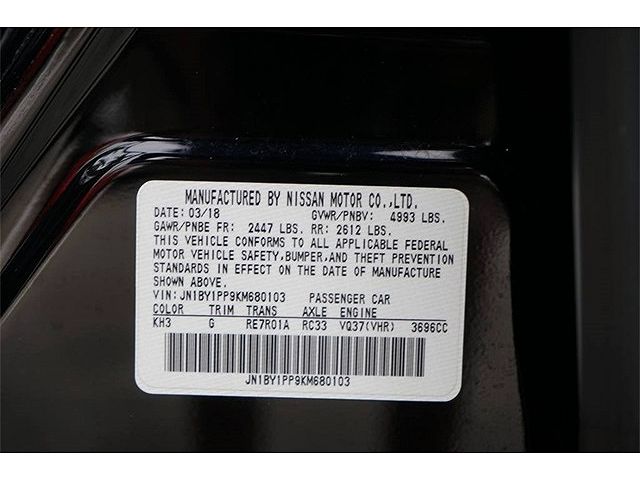 MANUFACTURED BY NISSAN MOTOR CO.,LTD.
DATE: 03/18 GVWR/PNBV: 4993 LBS.
GAWR/PNBE FR: 2447 LBS. RR: 2612 LBS.
THIS VEHICLE CONFORMS TO ALL APPLICABLE FEDERAL
MOTOR VEHICLE SAFETY,BUMPER,AND THEFT PREVENTION
STANDARDS IN EFFECT ON THE DATE OF MANUFACTURE
SHOWN ABOVE.
VIN: JN1BY1PP9KM680103 PASSENGER CAR
COLOR TRIM TRANS AXLE ENGINE
KH3 G RE7R01A RC33 VQ37(VHR) 3696CC
JN1BY1PP9KM680103